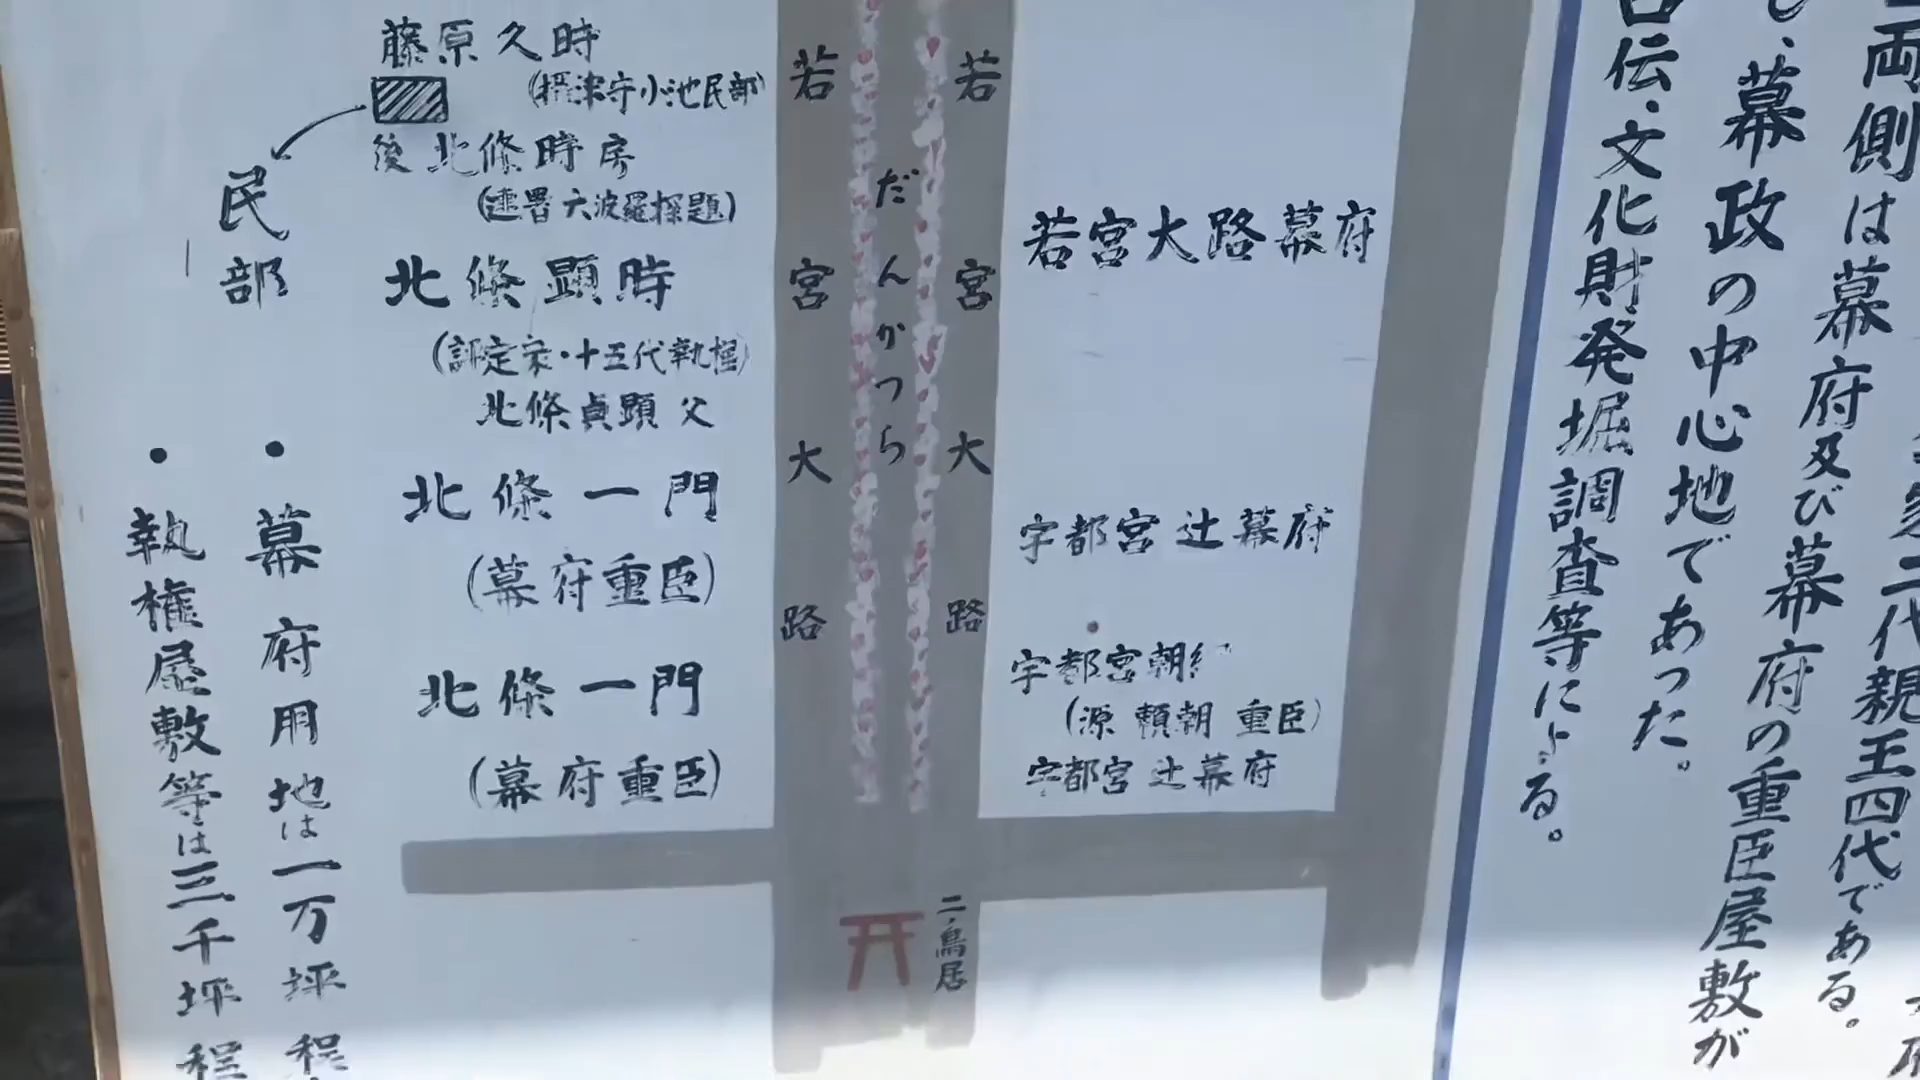 両側は幕府及び幕府
二代親王四代である。
幕政の中心地であった。
幕府の重臣屋敷が
伝、文化財発掘調査等による。
若宮大路
だんかつら
若宮大路
若宮大路幕府
宇都宮辻幕府
宇都宮朝
(源頼朝重臣)
宇都宮辻幕府
二ノ鳥居
藤原久時
(摂津守小池民部)
後北條時房
(連署六波羅探題)
民部
北條顕時
(評定衆・十五代執権)
北條貞顕父
北條一門
(幕府重臣)
北條一門
(幕府重臣)
・幕府用地は一万坪程
・執権屋敷等は三千坪程